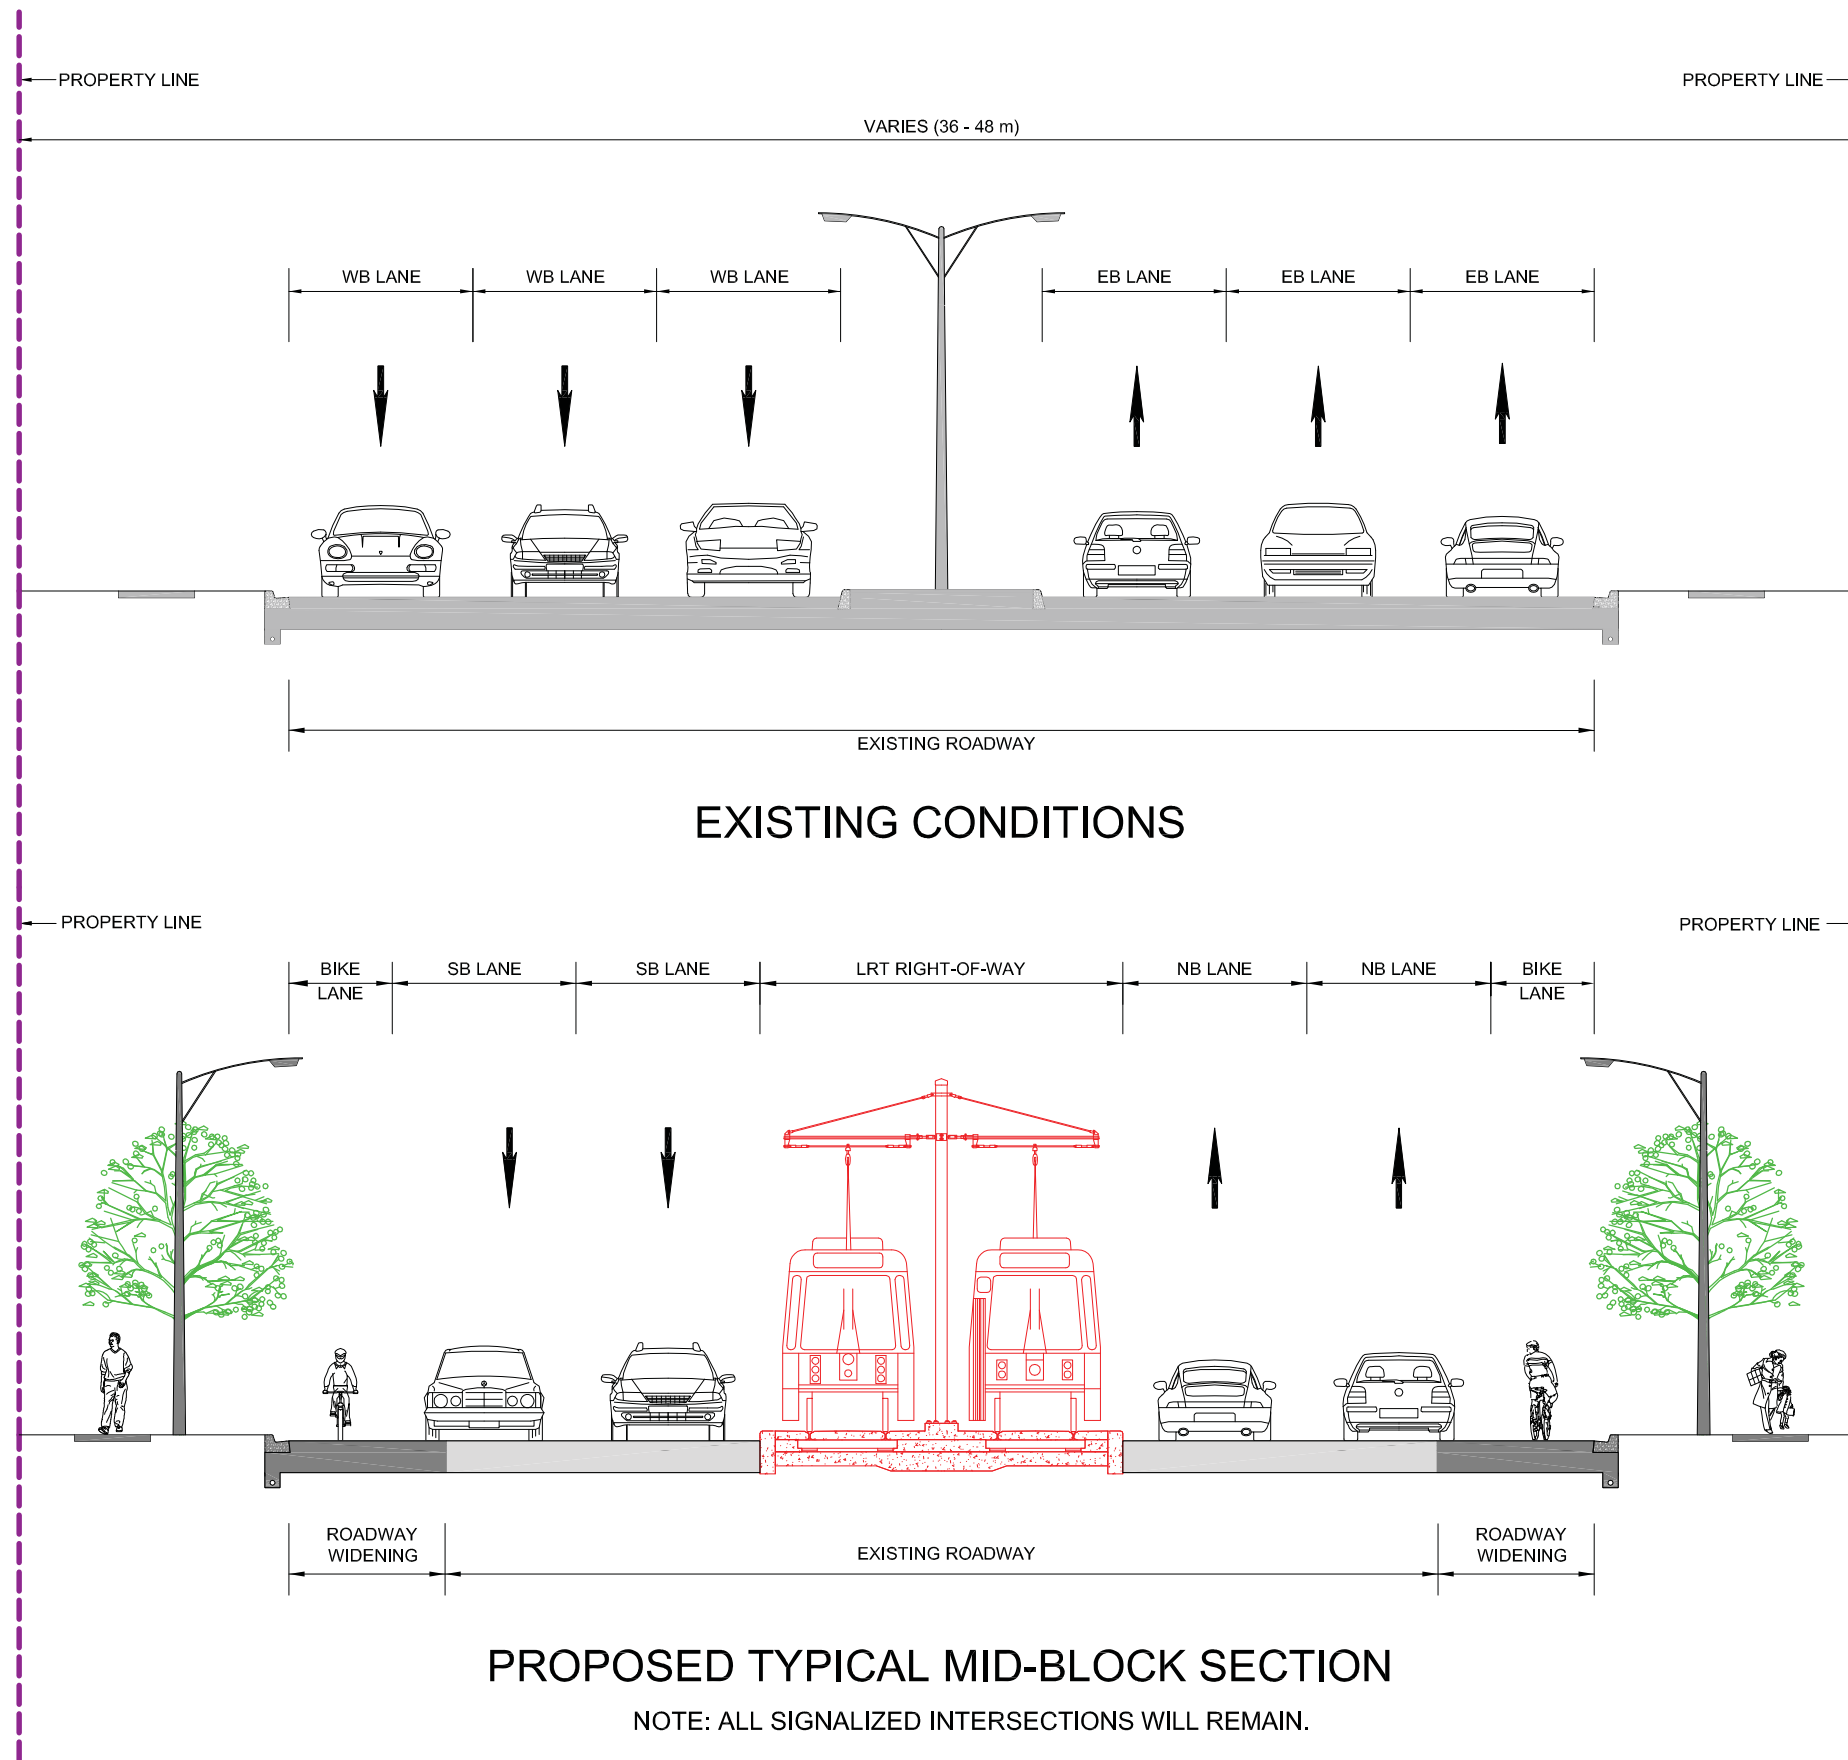 PROPERTY LINE
PROPERTY LINE
VARIES (36 - 48 m)
WB LANE
WB LANE
WB LANE
EB LANE
EB LANE
EB LANE
EXISTING ROADWAY
EXISTING CONDITIONS
PROPERTY LINE
PROPERTY LINE
BIKE
LANE
SB LANE
SB LANE
LRT RIGHT-OF-WAY
NB LANE
NB LANE
BIKE
LANE
ROADWAY
WIDENING
EXISTING ROADWAY
ROADWAY
WIDENING
PROPOSED TYPICAL MID-BLOCK SECTION
NOTE: ALL SIGNALIZED INTERSECTIONS WILL REMAIN.